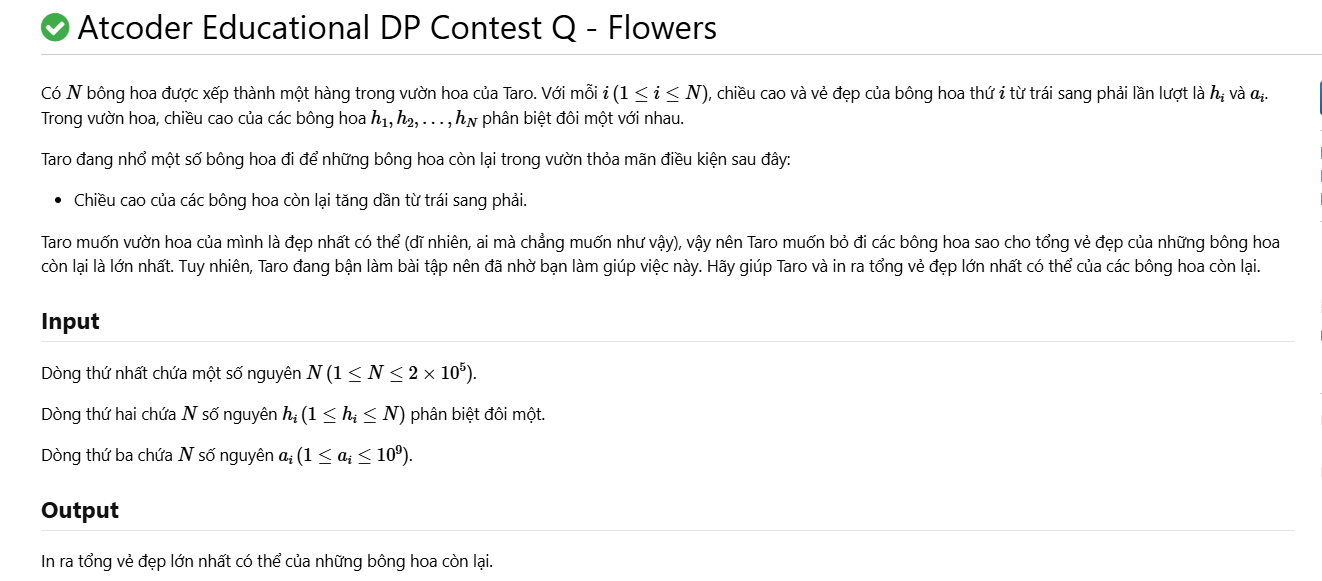 Atcoder Educational DP Contest Q - Flowers
Có N bông hoa được xếp thành một hàng trong vườn hoa của Taro. Với mỗi i (1 ≤ i ≤ N), chiều cao và vẻ đẹp của bông hoa thứ i từ trái sang phải lần lượt là h_i và a_i.
Trong vườn hoa, chiều cao của các bông hoa h_1, h_2, ..., h_N phân biệt đôi một với nhau.
Taro đang nhổ một số bông hoa đi để những bông hoa còn lại trong vườn thỏa mãn điều kiện sau đây:
• Chiều cao của các bông hoa còn lại tăng dần từ trái sang phải.
Taro muốn vườn hoa của mình là đẹp nhất có thể (dĩ nhiên, ai mà chẳng muốn như vậy), vậy nên Taro muốn bỏ đi các bông hoa sao cho tổng vẻ đẹp của những bông hoa
còn lại là lớn nhất. Tuy nhiên, Taro đang bận làm bài tập nên đã nhờ bạn làm giúp việc này. Hãy giúp Taro và in ra tổng vẻ đẹp lớn nhất có thể của các bông hoa còn lại.
Input
Dòng thứ nhất chứa một số nguyên N (1 ≤ N ≤ 2 × 10^5).
Dòng thứ hai chứa N số nguyên h_i (1 ≤ h_i ≤ N) phân biệt đôi một.
Dòng thứ ba chứa N số nguyên a_i (1 ≤ a_i ≤ 10^9).
Output
In ra tổng vẻ đẹp lớn nhất có thể của những bông hoa còn lại.